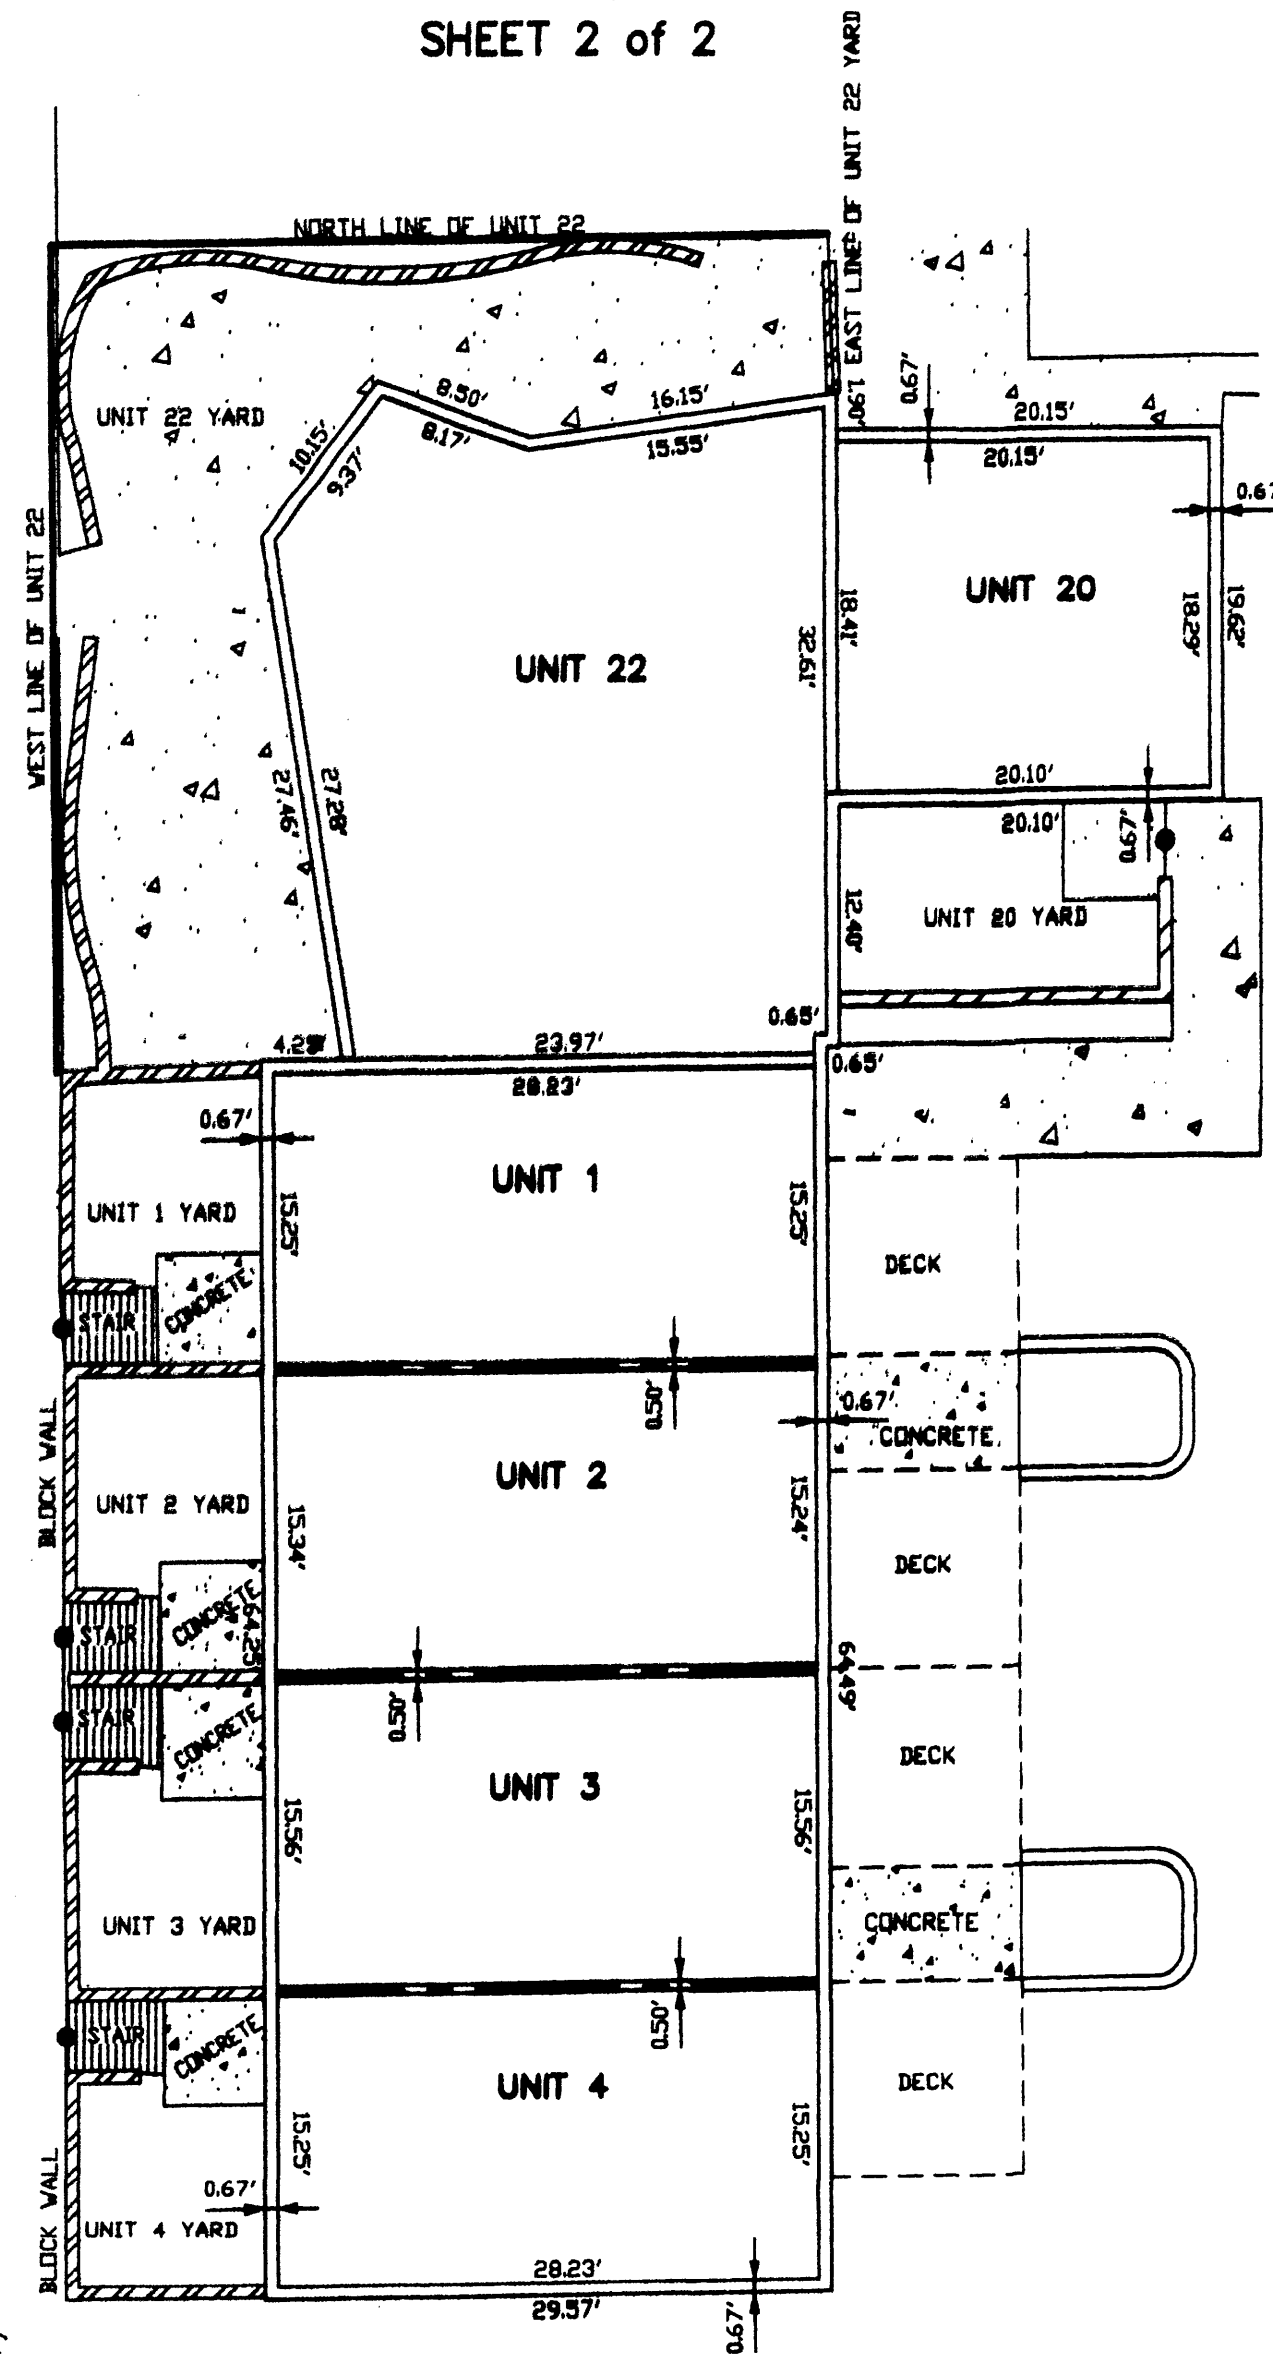 SHEET 2 of 2
EAST LINE OF UNIT 22 YARD
NORTH LINE OF UNIT 22
UNIT 22 YARD
8.50'
8.17'
16.15'
15.55'
10.15'
9.37'
1.90'
0.67'
20.15'
20.15'
0.67
WEST LINE OF UNIT 22
UNIT 22
UNIT 20
32.61'
18.41'
18.29'
19.62'
27.46'
27.28'
20.10'
20.10'
0.67'
12.40'
UNIT 20 YARD
0.65'
23.97'
0.65'
28.23'
0.67'
UNIT 1
UNIT 1 YARD
15.25'
15.25'
DECK
CONCRETE
STAIR
0.50'
0.67'
CONCRETE
BLOCK WALL
UNIT 2
UNIT 2 YARD
15.34'
15.24'
DECK
CONCRETE
64.25'
STAIR
64.49'
0.50'
STAIR
CONCRETE
DECK
UNIT 3
15.56'
15.56'
UNIT 3 YARD
CONCRETE
0.50'
STAIR
CONCRETE
UNIT 4
DECK
15.25'
15.25'
BLOCK WALL
0.67'
UNIT 4 YARD
28.23'
29.57'
0.67'